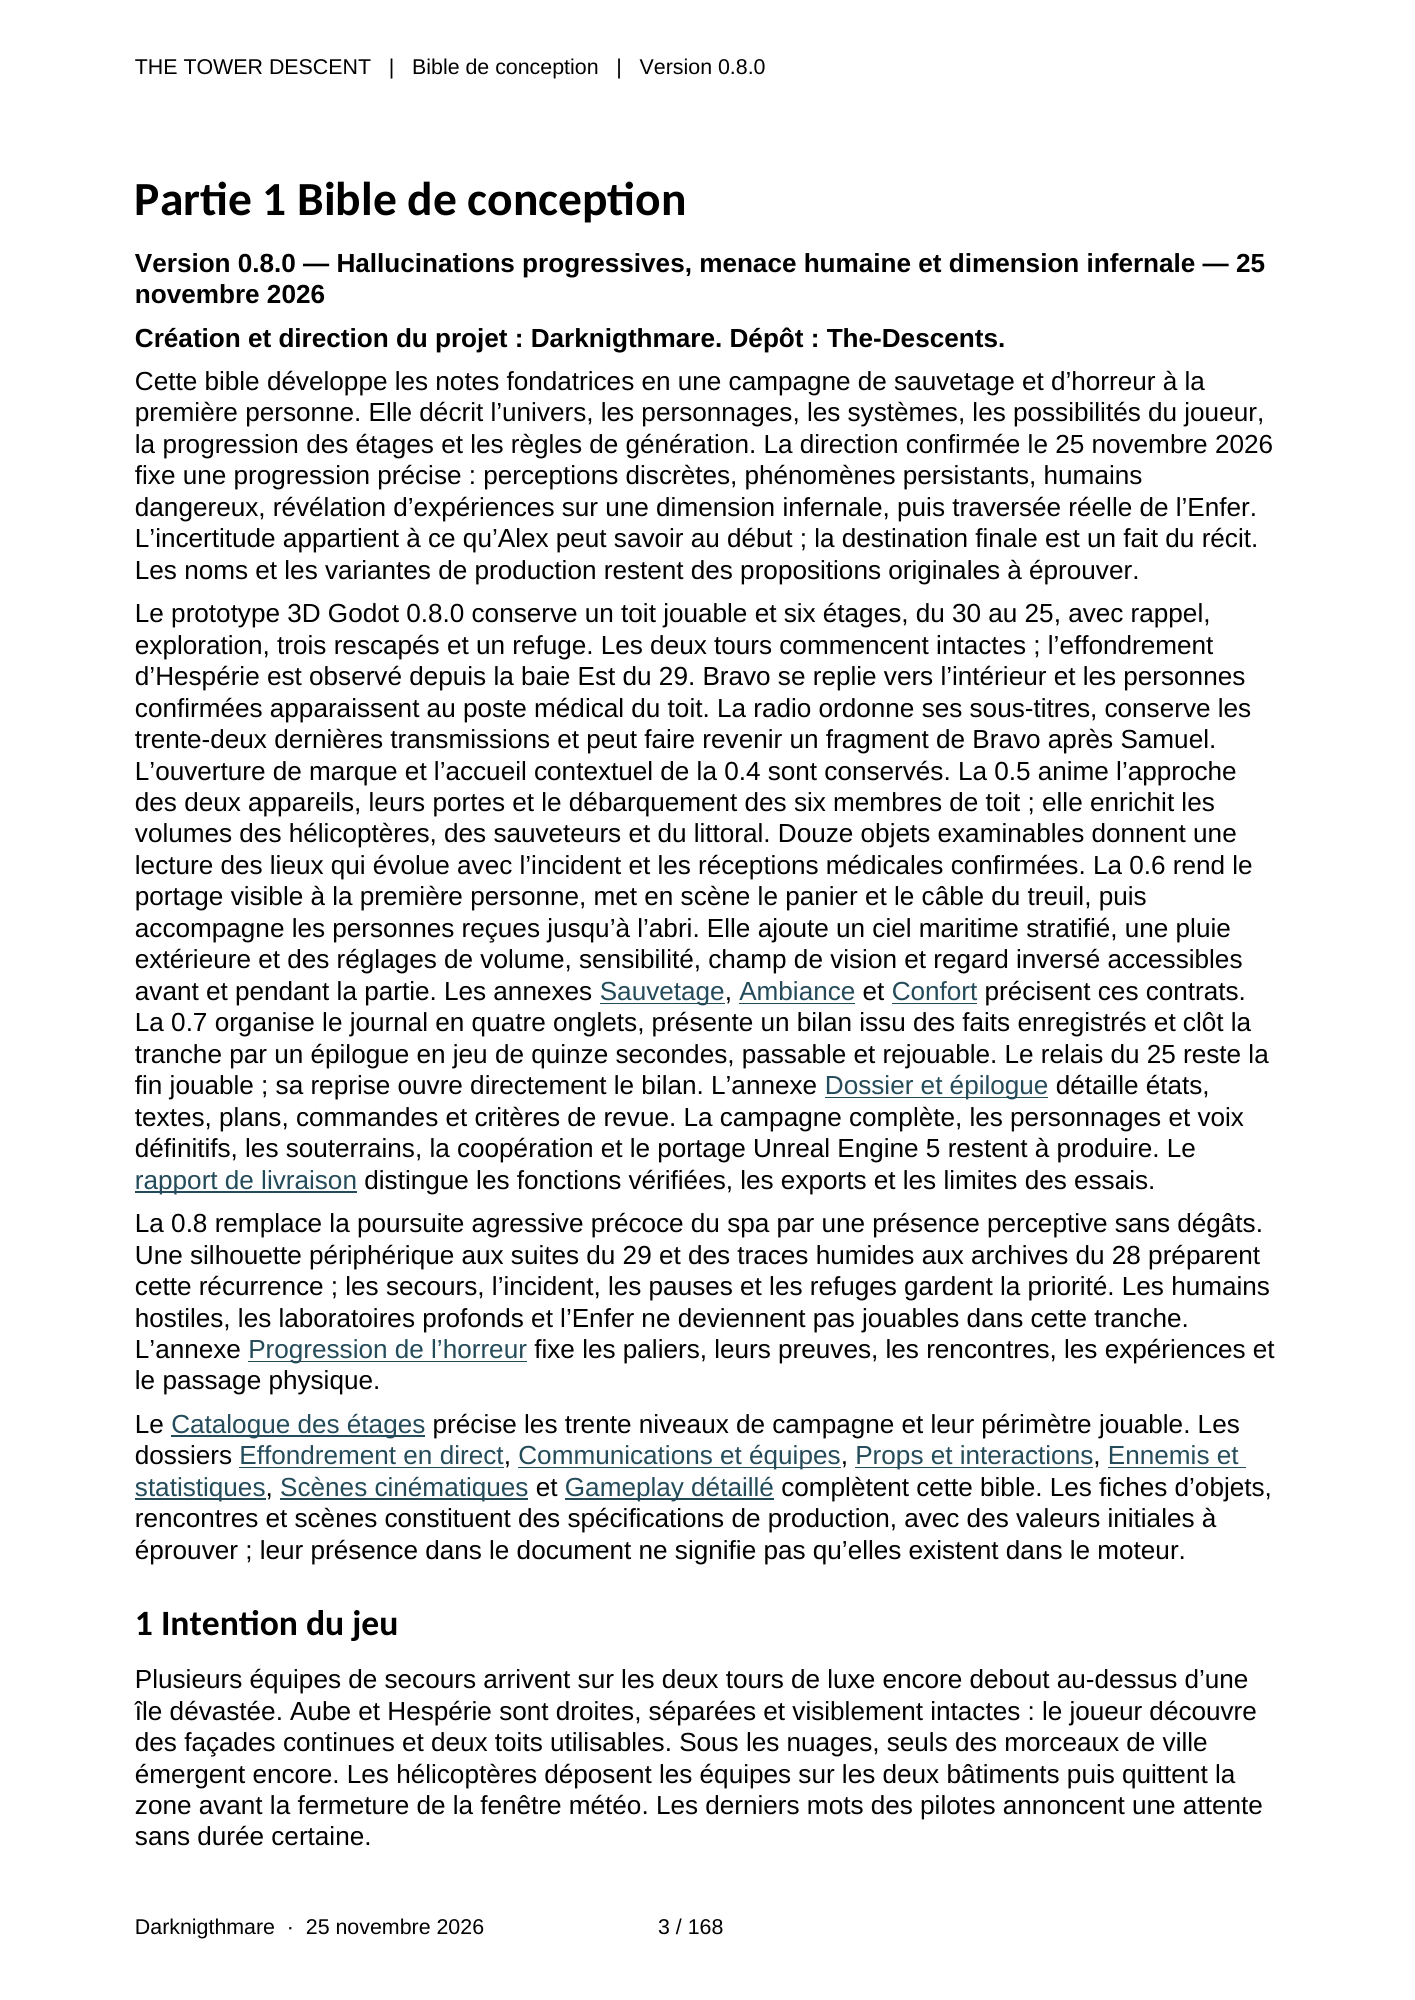 THE TOWER DESCENT | Bible de conception | Version 0.8.0
Partie 1 Bible de conception
Version 0.8.0 — Hallucinations progressives, menace humaine et dimension infernale — 25
novembre 2026
Création et direction du projet : Darknigthmare. Dépôt : The-Descents.
Cette bible développe les notes fondatrices en une campagne de sauvetage et d’horreur à la
première personne. Elle décrit l’univers, les personnages, les systèmes, les possibilités du joueur,
la progression des étages et les règles de génération. La direction confirmée le 25 novembre 2026
fixe une progression précise : perceptions discrètes, phénomènes persistants, humains
dangereux, révélation d’expériences sur une dimension infernale, puis traversée réelle de l’Enfer.
L’incertitude appartient à ce qu’Alex peut savoir au début ; la destination finale est un fait du récit.
Les noms et les variantes de production restent des propositions originales à éprouver.
Le prototype 3D Godot 0.8.0 conserve un toit jouable et six étages, du 30 au 25, avec rappel,
exploration, trois rescapés et un refuge. Les deux tours commencent intactes ; l’effondrement
d’Hespérie est observé depuis la baie Est du 29. Bravo se replie vers l’intérieur et les personnes
confirmées apparaissent au poste médical du toit. La radio ordonne ses sous-titres, conserve les
trente-deux dernières transmissions et peut faire revenir un fragment de Bravo après Samuel.
L’ouverture de marque et l’accueil contextuel de la 0.4 sont conservés. La 0.5 anime l’approche
des deux appareils, leurs portes et le débarquement des six membres de toit ; elle enrichit les
volumes des hélicoptères, des sauveteurs et du littoral. Douze objets examinables donnent une
lecture des lieux qui évolue avec l’incident et les réceptions médicales confirmées. La 0.6 rend le
portage visible à la première personne, met en scène le panier et le câble du treuil, puis
accompagne les personnes reçues jusqu’à l’abri. Elle ajoute un ciel maritime stratifié, une pluie
extérieure et des réglages de volume, sensibilité, champ de vision et regard inversé accessibles
avant et pendant la partie. Les annexes Sauvetage, Ambiance et Confort précisent ces contrats.
La 0.7 organise le journal en quatre onglets, présente un bilan issu des faits enregistrés et clôt la
tranche par un épilogue en jeu de quinze secondes, passable et rejouable. Le relais du 25 reste la
fin jouable ; sa reprise ouvre directement le bilan. L’annexe Dossier et épilogue détaille états,
textes, plans, commandes et critères de revue. La campagne complète, les personnages et voix
définitifs, les souterrains, la coopération et le portage Unreal Engine 5 restent à produire. Le
rapport de livraison distingue les fonctions vérifiées, les exports et les limites des essais.
La 0.8 remplace la poursuite agressive précoce du spa par une présence perceptive sans dégâts.
Une silhouette périphérique aux suites du 29 et des traces humides aux archives du 28 préparent
cette récurrence ; les secours, l’incident, les pauses et les refuges gardent la priorité. Les humains
hostiles, les laboratoires profonds et l’Enfer ne deviennent pas jouables dans cette tranche.
L’annexe Progression de l’horreur fixe les paliers, leurs preuves, les rencontres, les expériences et
le passage physique.
Le Catalogue des étages précise les trente niveaux de campagne et leur périmètre jouable. Les
dossiers Effondrement en direct, Communications et équipes, Props et interactions, Ennemis et
statistiques, Scènes cinématiques et Gameplay détaillé complètent cette bible. Les fiches d’objets,
rencontres et scènes constituent des spécifications de production, avec des valeurs initiales à
éprouver ; leur présence dans le document ne signifie pas qu’elles existent dans le moteur.
1 Intention du jeu
Plusieurs équipes de secours arrivent sur les deux tours de luxe encore debout au-dessus d’une
île dévastée. Aube et Hespérie sont droites, séparées et visiblement intactes : le joueur découvre
des façades continues et deux toits utilisables. Sous les nuages, seuls des morceaux de ville
émergent encore. Les hélicoptères déposent les équipes sur les deux bâtiments puis quittent la
zone avant la fermeture de la fenêtre météo. Les derniers mots des pilotes annoncent une attente
sans durée certaine.
Darknigthmare · 25 novembre 2026 3 / 168